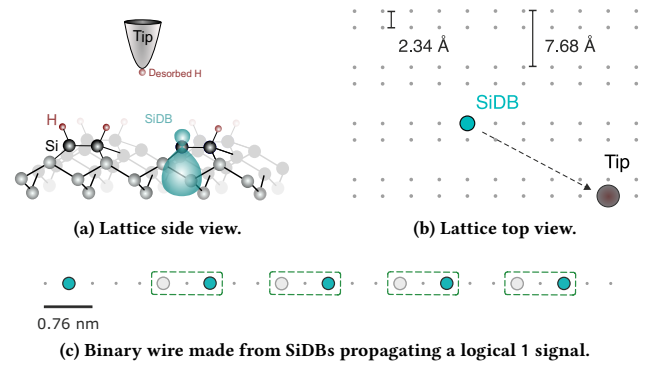 Tip
Desorbed H
H
SiDB
Si
(a) Lattice side view.
2.34 Å
7.68 Å
SiDB
Tip
(b) Lattice top view.
0.76 nm
(c) Binary wire made from SiDBs propagating a logical 1 signal.